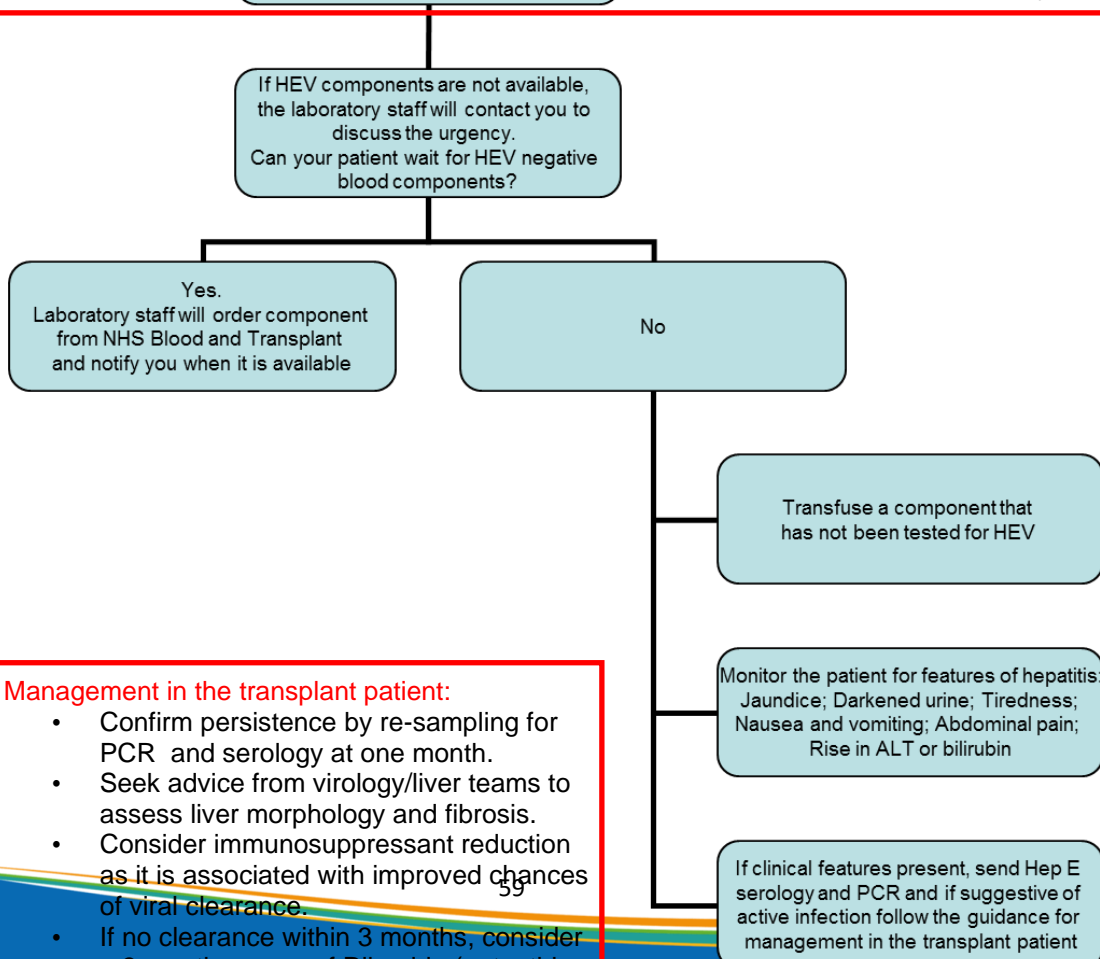 If HEV components are not available,
the laboratory staff will contact you to
discuss the urgency.
Can your patient wait for HEV negative
blood components?
Yes.
Laboratory staff will order component
from NHS Blood and Transplant
and notify you when it is available
No
Transfuse a component that
has not been tested for HEV
Monitor the patient for features of hepatitis:
Jaundice; Darkened urine; Tiredness;
Nausea and vomiting; Abdominal pain;
Rise in ALT or bilirubin
If clinical features present, send Hep E
serology and PCR and if suggestive of
active infection follow the guidance for
management in the transplant patient
Management in the transplant patient:
• Confirm persistence by re-sampling for
PCR and serology at one month.
• Seek advice from virology/liver teams to
assess liver morphology and fibrosis.
• Consider immunosuppressant reduction
as it is associated with improved chances
of viral clearance.
• If no clearance within 3 months, consider
59